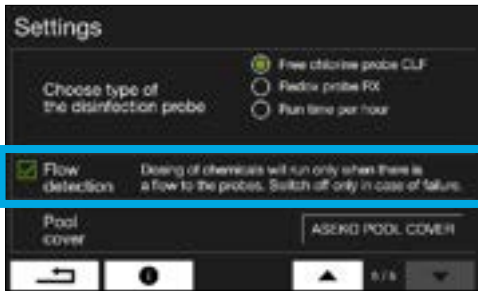 Settings
Free chlorine probe CLF
Choose type of
Redox probe RX
the disinfection probe
Run time per hour
Flow
detection
Dosing of chemicals will run only when there is
a flow to the probes. Switch off only in case of failure.
Pool
cover
ASEKO POOL COVER
6/6